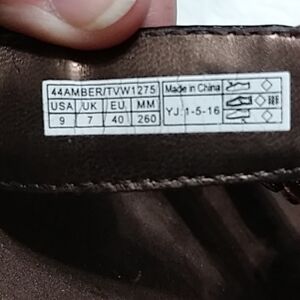 44AMBER/TVW1275
USA UK EU MM
9 7 40 260
Made in China
YJ: 1-5-16